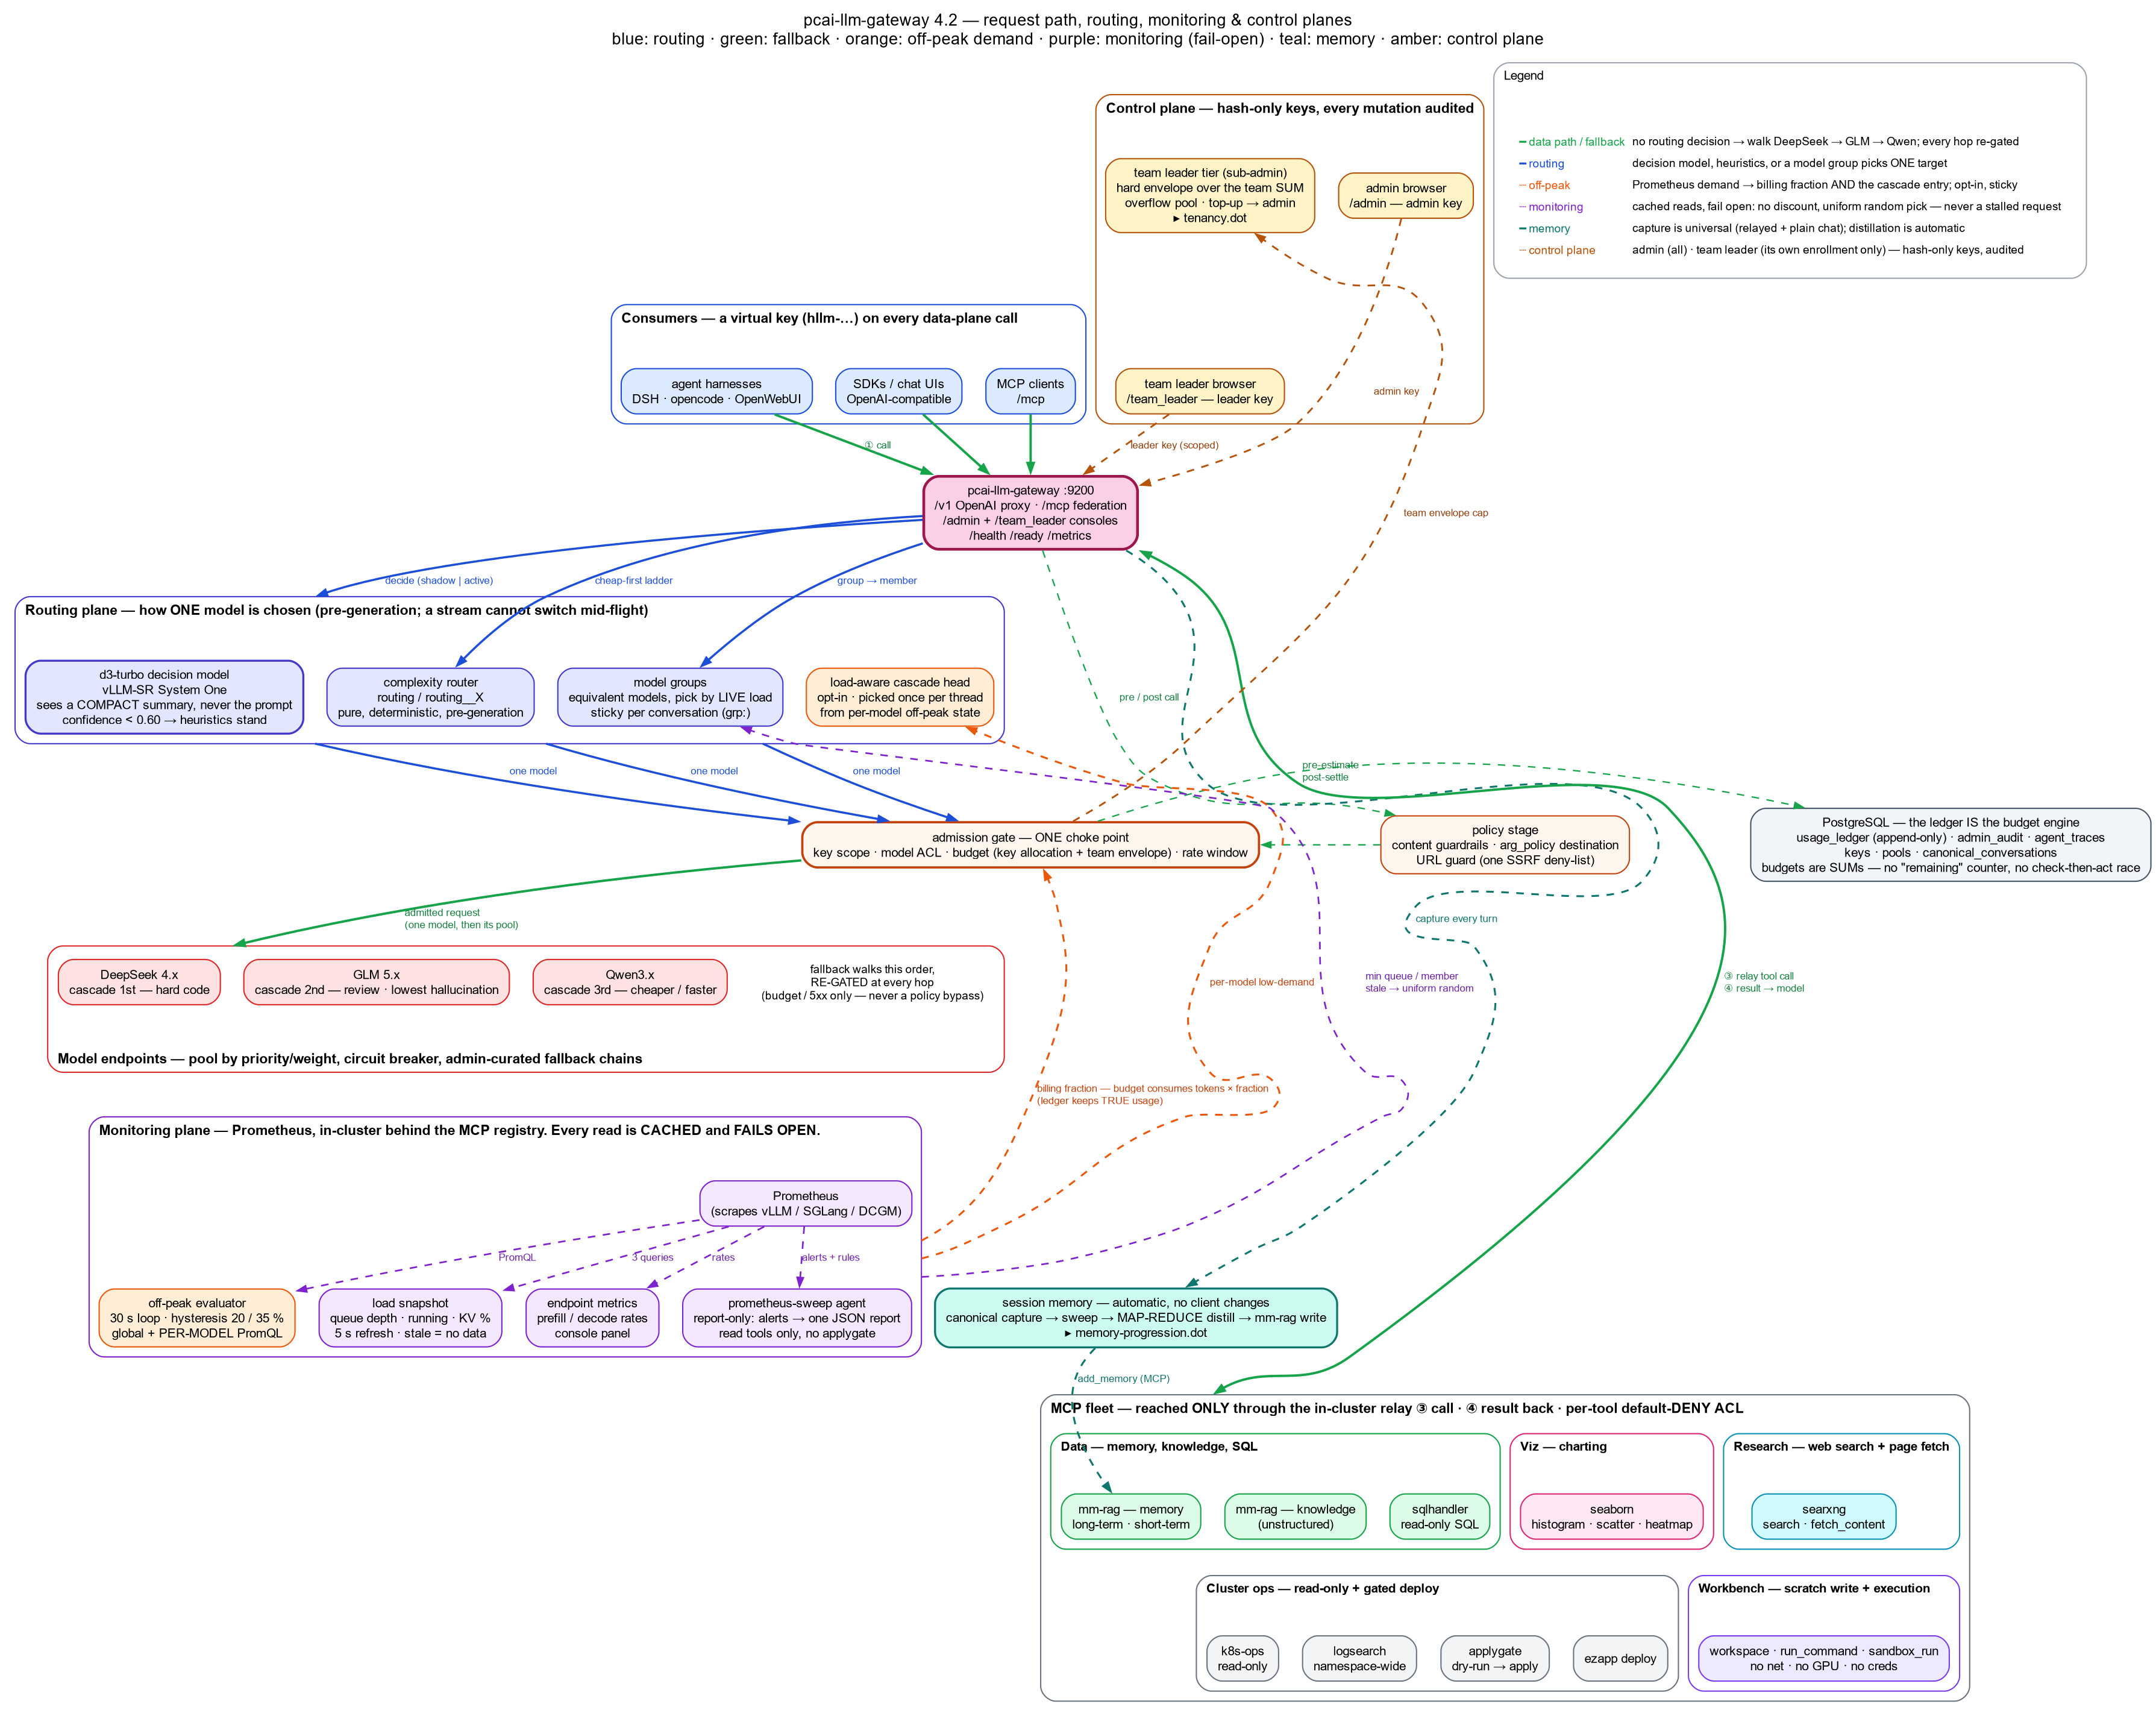 pcai-llm-gateway 4.2 — request path, routing, monitoring & control planes
blue: routing · green: fallback · orange: off-peak demand · purple: monitoring (fail-open) · teal: memory · amber: control plane
Legend
data path / fallback no routing decision → walk DeepSeek → GLM → Qwen; every hop re-gated
routing decision model, heuristics, or a model group picks ONE target
off-peak Prometheus demand → billing fraction AND the cascade entry; opt-in, sticky
monitoring cached reads, fail open: no discount, uniform random pick — never a stalled request
memory capture is universal (relayed + plain chat); distillation is automatic
control plane admin (all) · team leader (its own enrollment only) — hash-only keys, audited
Control plane — hash-only keys, every mutation audited
team leader tier (sub-admin)
hard envelope over the team SUM
overflow pool · top-up → admin
▸ tenancy.dot
admin browser
/admin — admin key
team leader browser
/team_leader — leader key
admin key
leader key (scoped)
team envelope cap
Consumers — a virtual key (hllm-…) on every data-plane call
agent harnesses
DSH · opencode · OpenWebUI
SDKs / chat UIs
OpenAI-compatible
MCP clients
/mcp
① call
pcai-llm-gateway :9200
/v1 OpenAI proxy · /mcp federation
/admin + /team_leader consoles
/health /ready /metrics
decide (shadow | active)
cheap-first ladder
group → member
Routing plane — how ONE model is chosen (pre-generation; a stream cannot switch mid-flight)
d3-turbo decision model
vLLM-SR System One
sees a COMPACT summary, never the prompt
confidence < 0.60 → heuristics stand
complexity router
routing / routing__X
pure, deterministic, pre-generation
model groups
equivalent models, pick by LIVE load
sticky per conversation (grp:)
load-aware cascade head
opt-in · picked once per thread
from per-model off-peak state
pre / post call
one model
one model
one model
pre-estimate
post-settle
admission gate — ONE choke point
key scope · model ACL · budget (key allocation + team envelope) · rate window
policy stage
content guardrails · arg_policy destination
URL guard (one SSRF deny-list)
PostgreSQL — the ledger IS the budget engine
usage_ledger (append-only) · admin_audit · agent_traces
keys · pools · canonical_conversations
budgets are SUMs — no "remaining" counter, no check-then-act race
admitted request
(one model, then its pool)
capture every turn
DeepSeek 4.x
cascade 1st — hard code
GLM 5.x
cascade 2nd — review · lowest hallucination
Qwen3.x
cascade 3rd — cheaper / faster
fallback walks this order,
RE-GATED at every hop
(budget / 5xx only — never a policy bypass)
Model endpoints — pool by priority/weight, circuit breaker, admin-curated fallback chains
per-model low-demand
min queue / member
stale → uniform random
③ relay tool call
④ result → model
billing fraction — budget consumes tokens × fraction
(ledger keeps TRUE usage)
Monitoring plane — Prometheus, in-cluster behind the MCP registry. Every read is CACHED and FAILS OPEN.
Prometheus
(scrapes vLLM / SGLang / DCGM)
PromQL
3 queries
rates
alerts + rules
off-peak evaluator
30 s loop · hysteresis 20 / 35 %
global + PER-MODEL PromQL
load snapshot
queue depth · running · KV %
5 s refresh · stale = no data
endpoint metrics
prefill / decode rates
console panel
prometheus-sweep agent
report-only: alerts → one JSON report
read tools only, no applygate
session memory — automatic, no client changes
canonical capture → sweep → MAP-REDUCE distill → mm-rag write
▸ memory-progression.dot
add_memory (MCP)
MCP fleet — reached ONLY through the in-cluster relay ③ call · ④ result back · per-tool default-DENY ACL
Data — memory, knowledge, SQL
mm-rag — memory
long-term · short-term
mm-rag — knowledge
(unstructured)
sqlhandler
read-only SQL
Viz — charting
seaborn
histogram · scatter · heatmap
Research — web search + page fetch
searxng
search · fetch_content
Cluster ops — read-only + gated deploy
k8s-ops
read-only
logsearch
namespace-wide
applygate
dry-run → apply
ezapp deploy
Workbench — scratch write + execution
workspace · run_command · sandbox_run
no net · no GPU · no creds